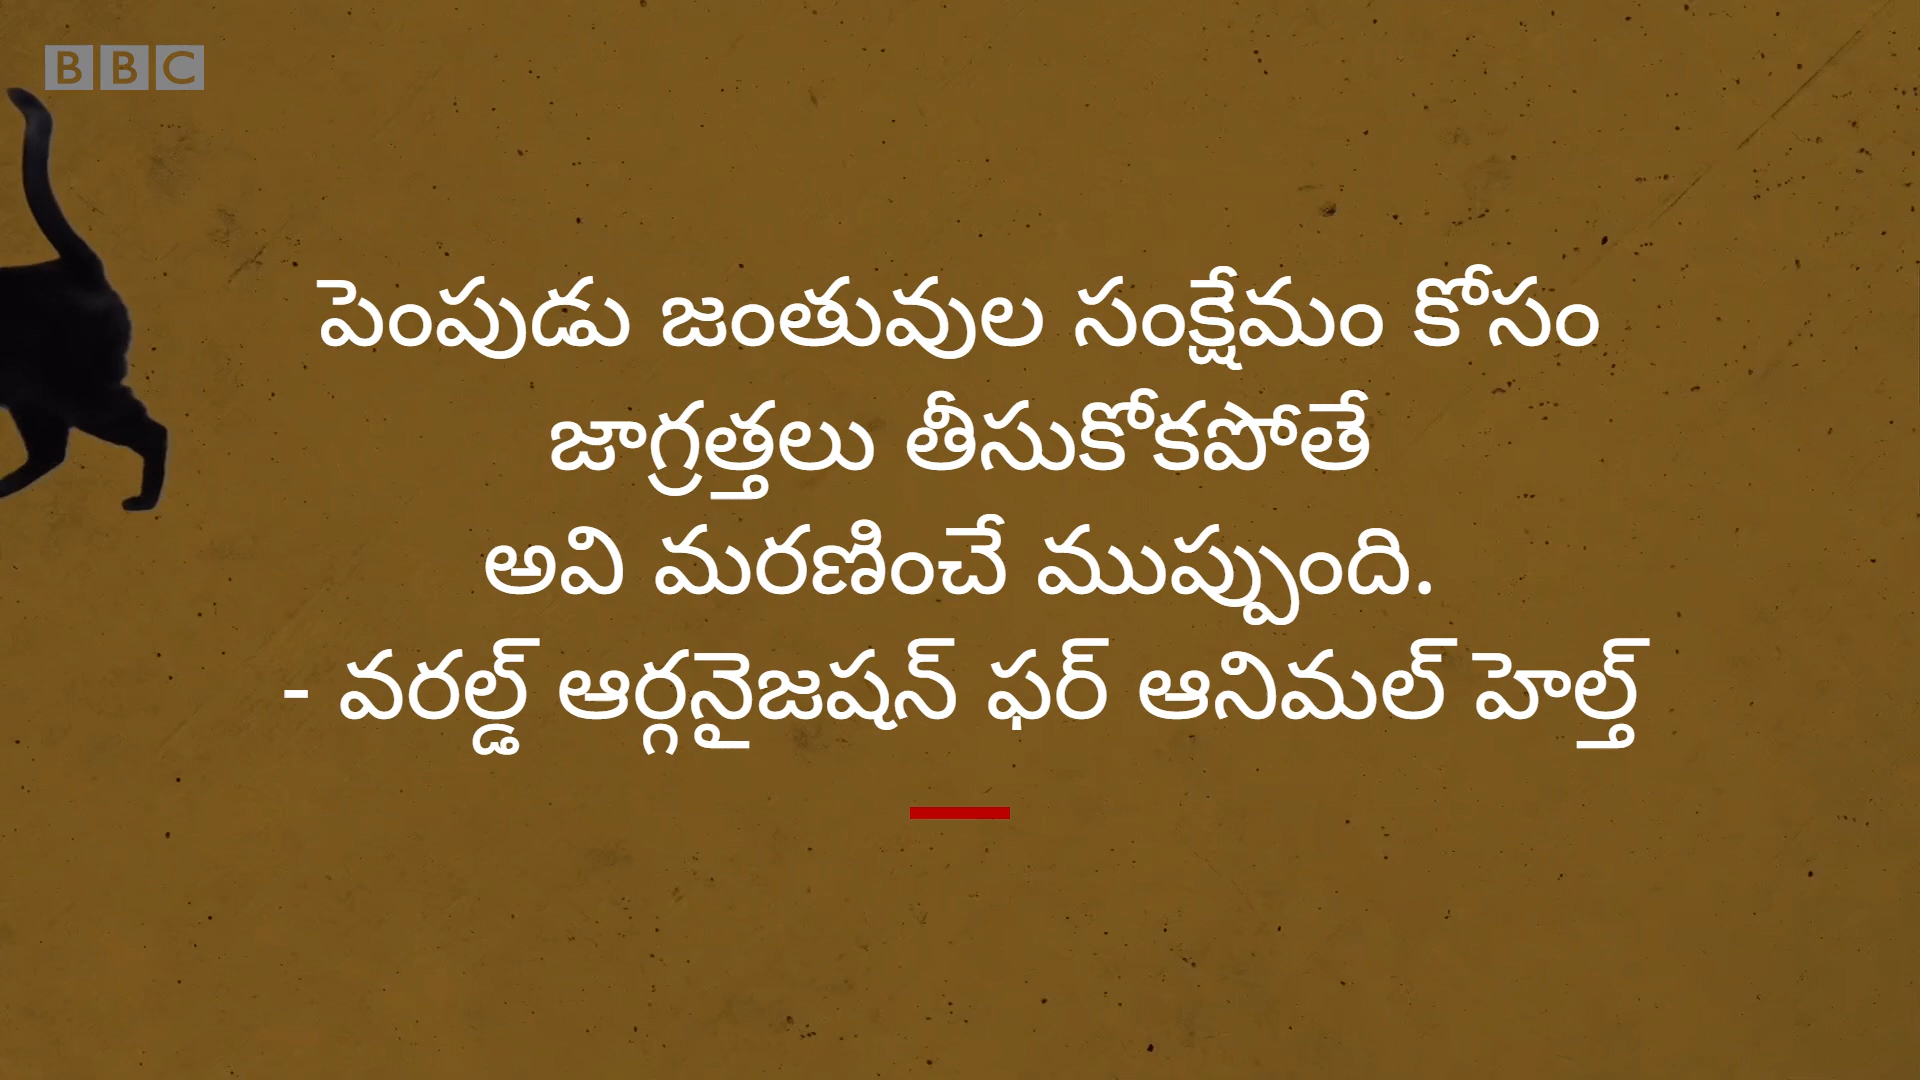 BBC
పెంపుడు జంతువుల సంక్షేమం కోసం
జాగ్రత్తలు తీసుకోకపోతే
అవి మరణించే ముప్పుంది.
- వరల్డ్ ఆర్గనైజషన్ ఫర్ ఆనిమల్ హెల్త్